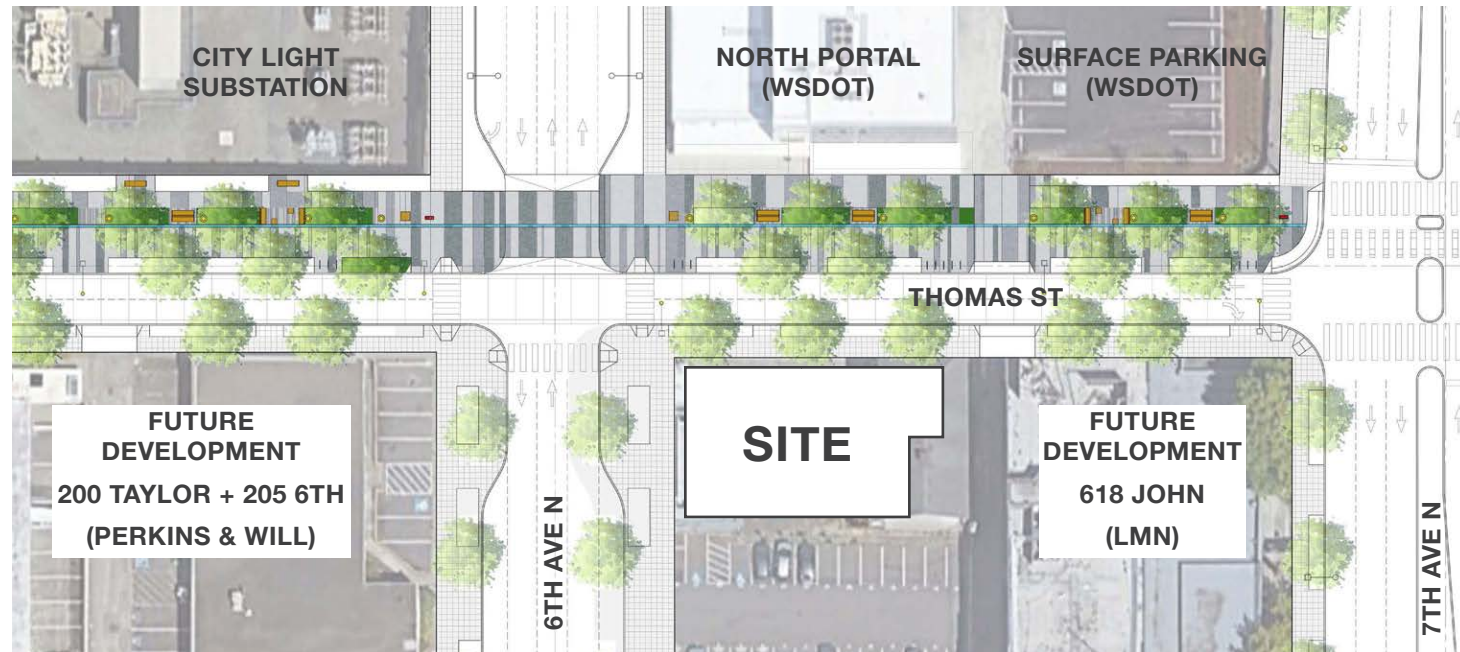 CITY LIGHT
SUBSTATION
NORTH PORTAL
(WSDOT)
SURFACE PARKING
(WSDOT)
THOMAS ST
FUTURE
DEVELOPMENT
200 TAYLOR + 205 6TH
(PERKINS & WILL)
6TH AVE N
SITE
FUTURE
DEVELOPMENT
618 JOHN
(LMN)
7TH AVE N